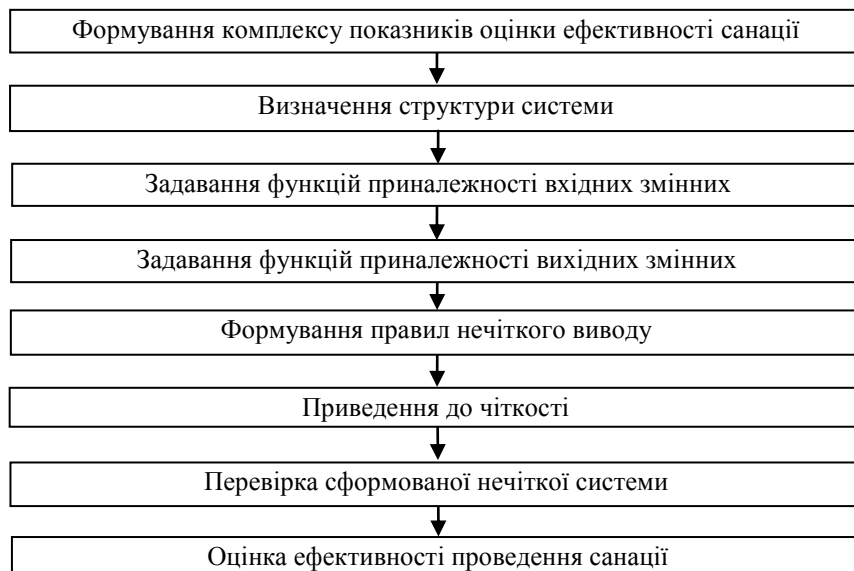 Формування комплексу показників оцінки ефективності санації
Визначення структури системи
Задавання функцій приналежності вхідних змінних
Задавання функцій приналежності вихідних змінних
Формування правил нечіткого виводу
Приведення до чіткості
Перевірка сформованої нечіткої системи
Оцінка ефективності проведення санації